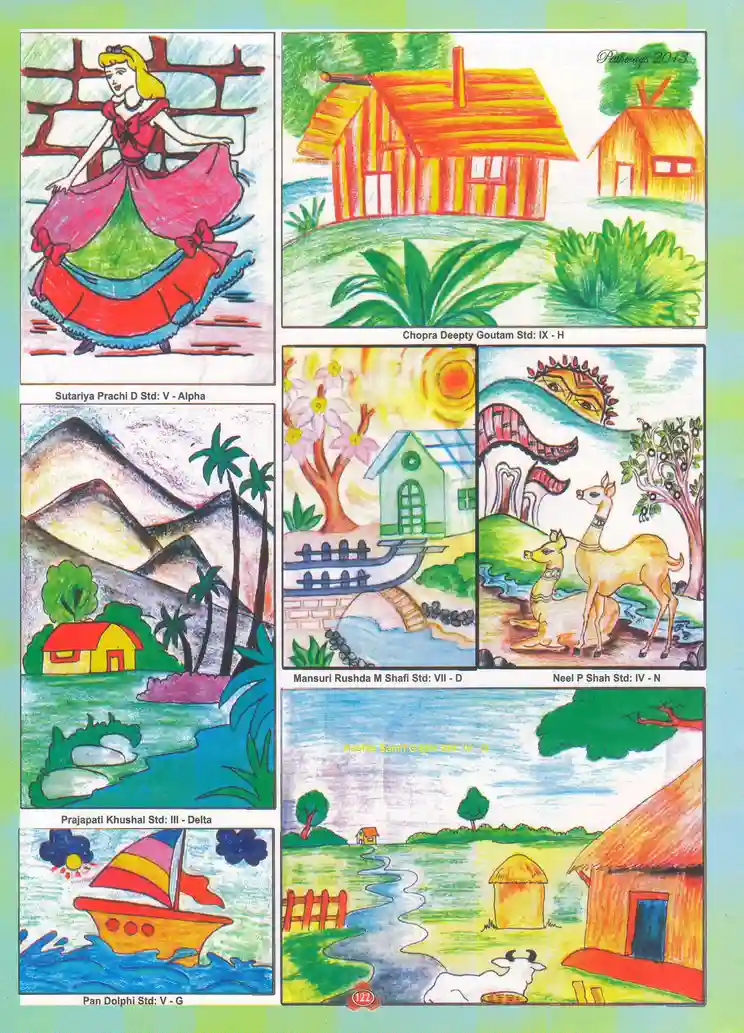 Pathways 2013
Sutariya Prachi D Std: V - Alpha
Chopra Deepty Goutam Std: IX - H
Prajapati Khushal Std: III - Delta
Mansuri Rushda M Shafi Std: VII - D
Neel P Shah Std: IV - N
Pan Dolphi Std: V - G
122